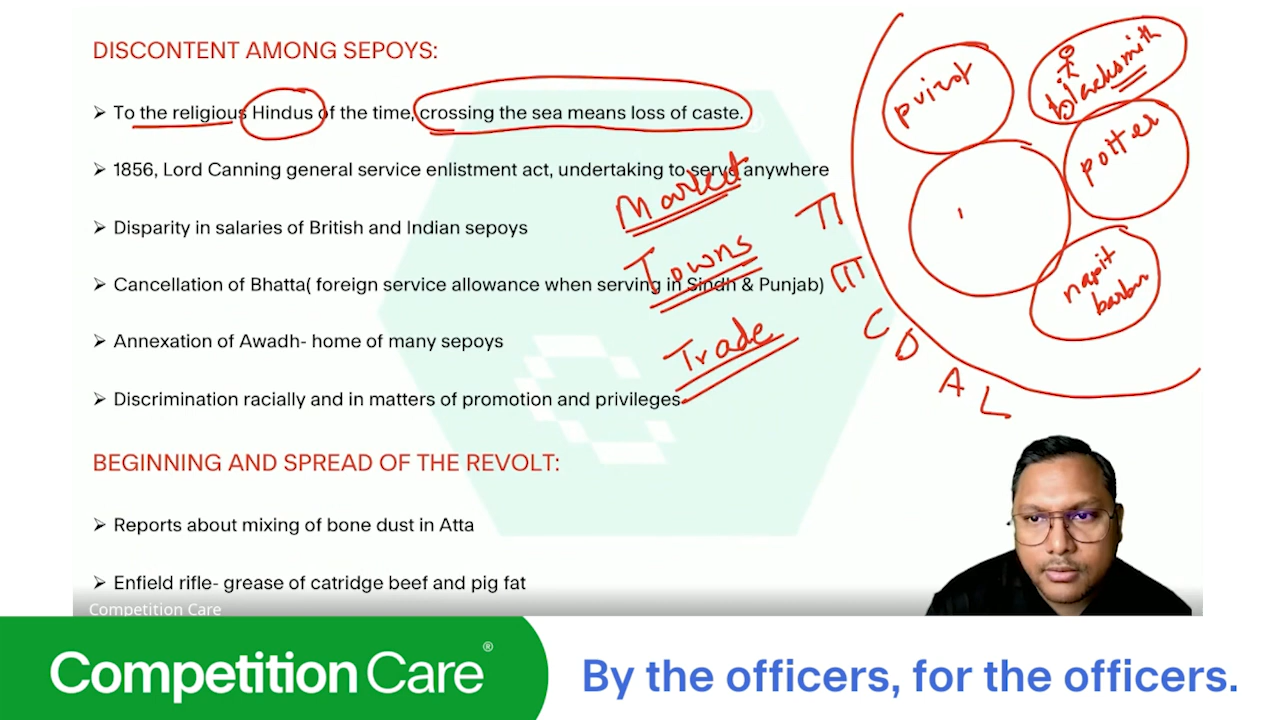 DISCONTENT AMONG SEPOYS:
➢ To the religious Hindus of the time, crossing the sea means loss of caste.
➢ 1856, Lord Canning general service enlistment act, undertaking to serve anywhere
➢ Disparity in salaries of British and Indian sepoys
➢ Cancellation of Bhatta( foreign service allowance when serving in Sindh & Punjab)
➢ Annexation of Awadh- home of many sepoys
➢ Discrimination racially and in matters of promotion and privileges
BEGINNING AND SPREAD OF THE REVOLT:
➢ Reports about mixing of bone dust in Atta
➢ Enfield rifle- grease of catridge beef and pig fat
Market
Towns
Trade
blacksmith
potter
barber
C
D
A
L
Competition Care
Competition Care®
By the officers, for the officers.